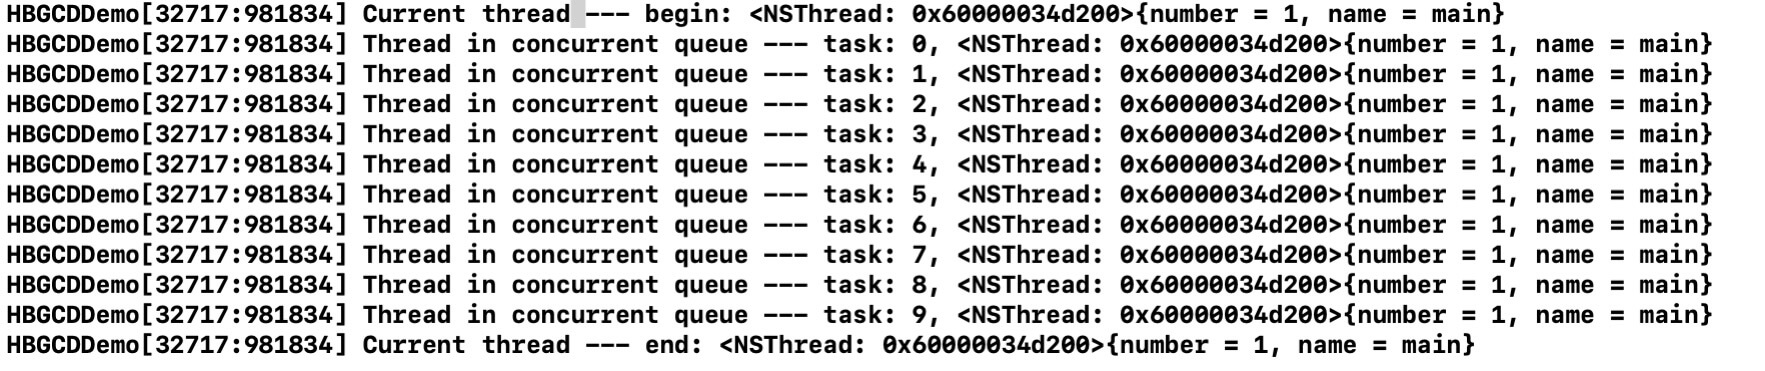 HBGCDDemo[32717:981834] Current thread --- begin: <NSThread: 0x60000034d200>{number = 1, name = main}
HBGCDDemo[32717:981834] Thread in concurrent queue --- task: 0, <NSThread: 0x60000034d200>{number = 1, name = main}
HBGCDDemo[32717:981834] Thread in concurrent queue --- task: 1, <NSThread: 0x60000034d200>{number = 1, name = main}
HBGCDDemo[32717:981834] Thread in concurrent queue --- task: 2, <NSThread: 0x60000034d200>{number = 1, name = main}
HBGCDDemo[32717:981834] Thread in concurrent queue --- task: 3, <NSThread: 0x60000034d200>{number = 1, name = main}
HBGCDDemo[32717:981834] Thread in concurrent queue --- task: 4, <NSThread: 0x60000034d200>{number = 1, name = main}
HBGCDDemo[32717:981834] Thread in concurrent queue --- task: 5, <NSThread: 0x60000034d200>{number = 1, name = main}
HBGCDDemo[32717:981834] Thread in concurrent queue --- task: 6, <NSThread: 0x60000034d200>{number = 1, name = main}
HBGCDDemo[32717:981834] Thread in concurrent queue --- task: 7, <NSThread: 0x60000034d200>{number = 1, name = main}
HBGCDDemo[32717:981834] Thread in concurrent queue --- task: 8, <NSThread: 0x60000034d200>{number = 1, name = main}
HBGCDDemo[32717:981834] Thread in concurrent queue --- task: 9, <NSThread: 0x60000034d200>{number = 1, name = main}
HBGCDDemo[32717:981834] Current thread --- end: <NSThread: 0x60000034d200>{number = 1, name = main}